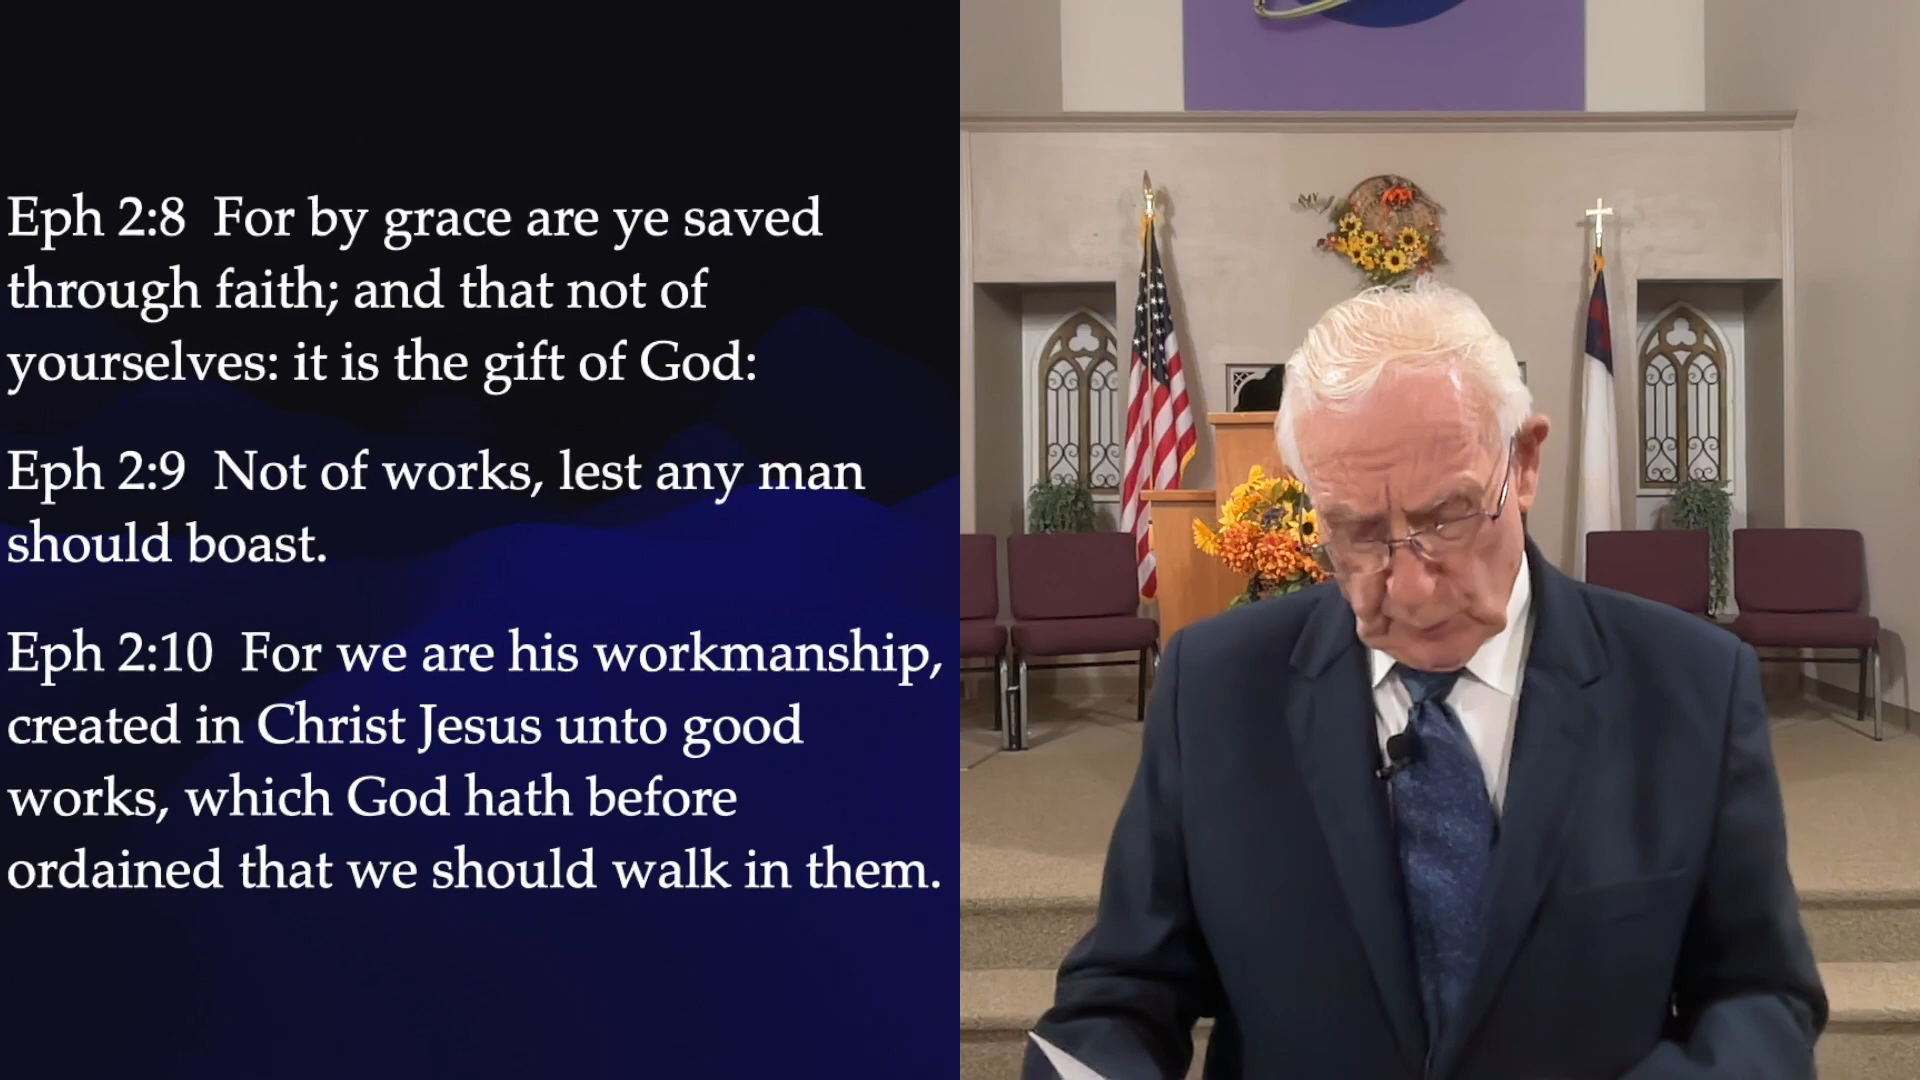 Eph 2:8  For by grace are ye saved
through faith; and that not of
yourselves: it is the gift of God:
Eph 2:9  Not of works, lest any man
should boast.
Eph 2:10  For we are his workmanship,
created in Christ Jesus unto good
works, which God hath before
ordained that we should walk in them.